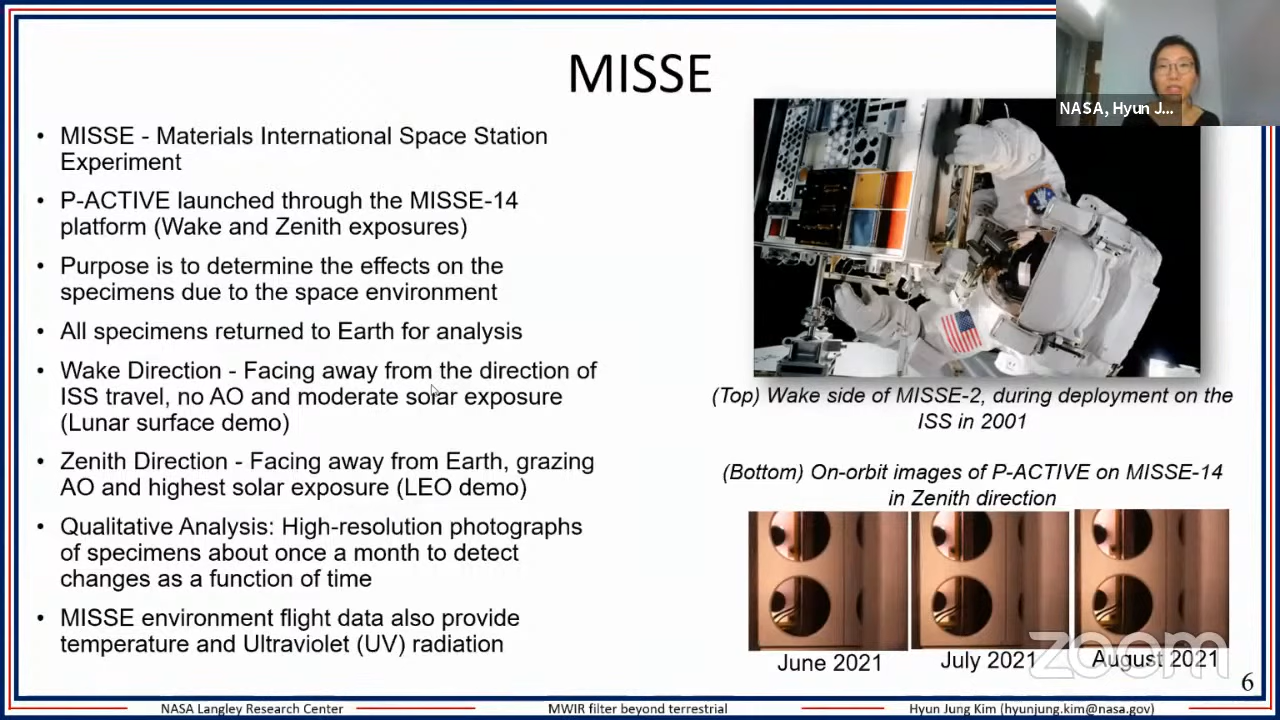 MISSE
NASA, Hyun J...
• MISSE - Materials International Space Station
Experiment
• P-ACTIVE launched through the MISSE-14
platform (Wake and Zenith exposures)
• Purpose is to determine the effects on the
specimens due to the space environment
• All specimens returned to Earth for analysis
• Wake Direction - Facing away from the direction of
ISS travel, no AO and moderate solar exposure
(Lunar surface demo)
• Zenith Direction - Facing away from Earth, grazing
AO and highest solar exposure (LEO demo)
• Qualitative Analysis: High-resolution photographs
of specimens about once a month to detect
changes as a function of time
• MISSE environment flight data also provide
temperature and Ultraviolet (UV) radiation
(Top) Wake side of MISSE-2, during deployment on the
ISS in 2001
(Bottom) On-orbit images of P-ACTIVE on MISSE-14
in Zenith direction
June 2021
July 2021
August 2021
zoom
6
NASA Langley Research Center
MWIR filter beyond terrestrial
Hyun Jung Kim (hyunjung.kim@nasa.gov)